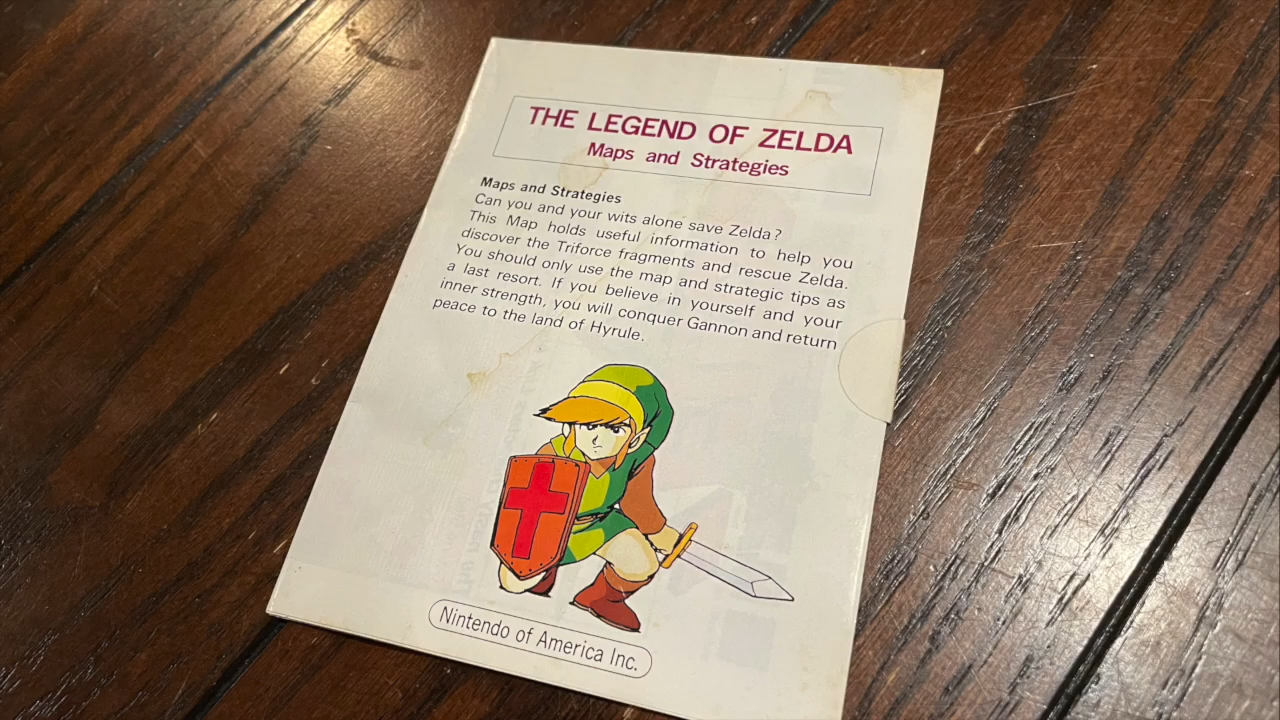 THE LEGEND OF ZELDA
Maps and Strategies
Maps and Strategies
Can you and your wits alone save Zelda?
This Map holds useful information to help you
discover the Triforce fragments and rescue Zelda.
You should only use the map and strategic tips as
a last resort. If you believe in yourself and your
inner strength, you will conquer Gannon and return
peace to the land of Hyrule.
Nintendo of America Inc.